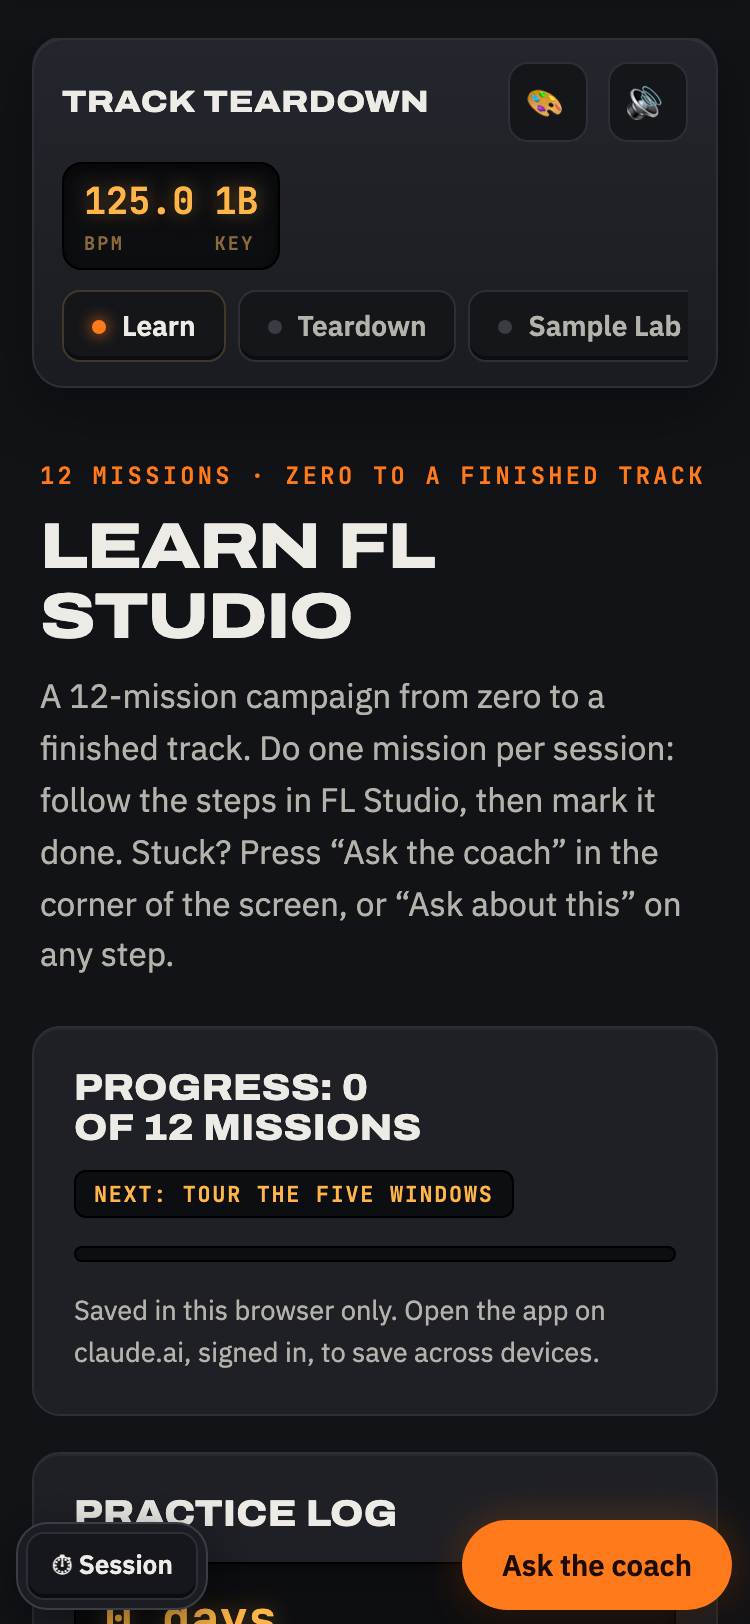 TRACK TEARDOWN
125.0 1B
BPM KEY
Learn
Teardown
Sample Lab
12 MISSIONS · ZERO TO A FINISHED TRACK
LEARN FL
STUDIO
A 12-mission campaign from zero to a
finished track. Do one mission per session:
follow the steps in FL Studio, then mark it
done. Stuck? Press “Ask the coach” in the
corner of the screen, or “Ask about this” on
any step.
PROGRESS: 0
OF 12 MISSIONS
NEXT: TOUR THE FIVE WINDOWS
Saved in this browser only. Open the app on
claude.ai, signed in, to save across devices.
PRACTICE LOG
Session
Ask the coach
0 days